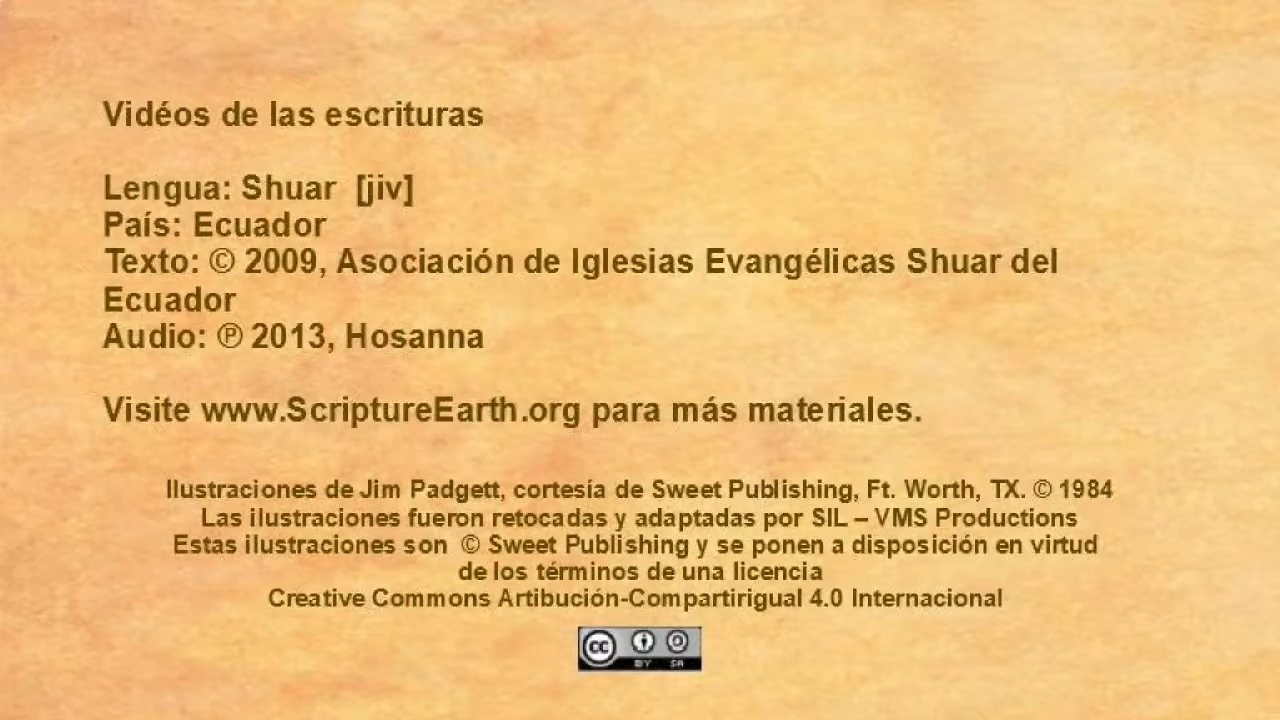 Vidéos de las escrituras
Lengua: Shuar [jiv]
País: Ecuador
Texto: © 2009, Asociación de Iglesias Evangélicas Shuar del
Ecuador
Audio: ℗ 2013, Hosanna
Visite www.ScriptureEarth.org para más materiales.
Ilustraciones de Jim Padgett, cortesía de Sweet Publishing, Ft. Worth, TX. © 1984
Las ilustraciones fueron retocadas y adaptadas por SIL – VMS Productions
Estas ilustraciones son © Sweet Publishing y se ponen a disposición en virtud
de los términos de una licencia
Creative Commons Artibución-Compartirigual 4.0 Internacional
cc BY SA